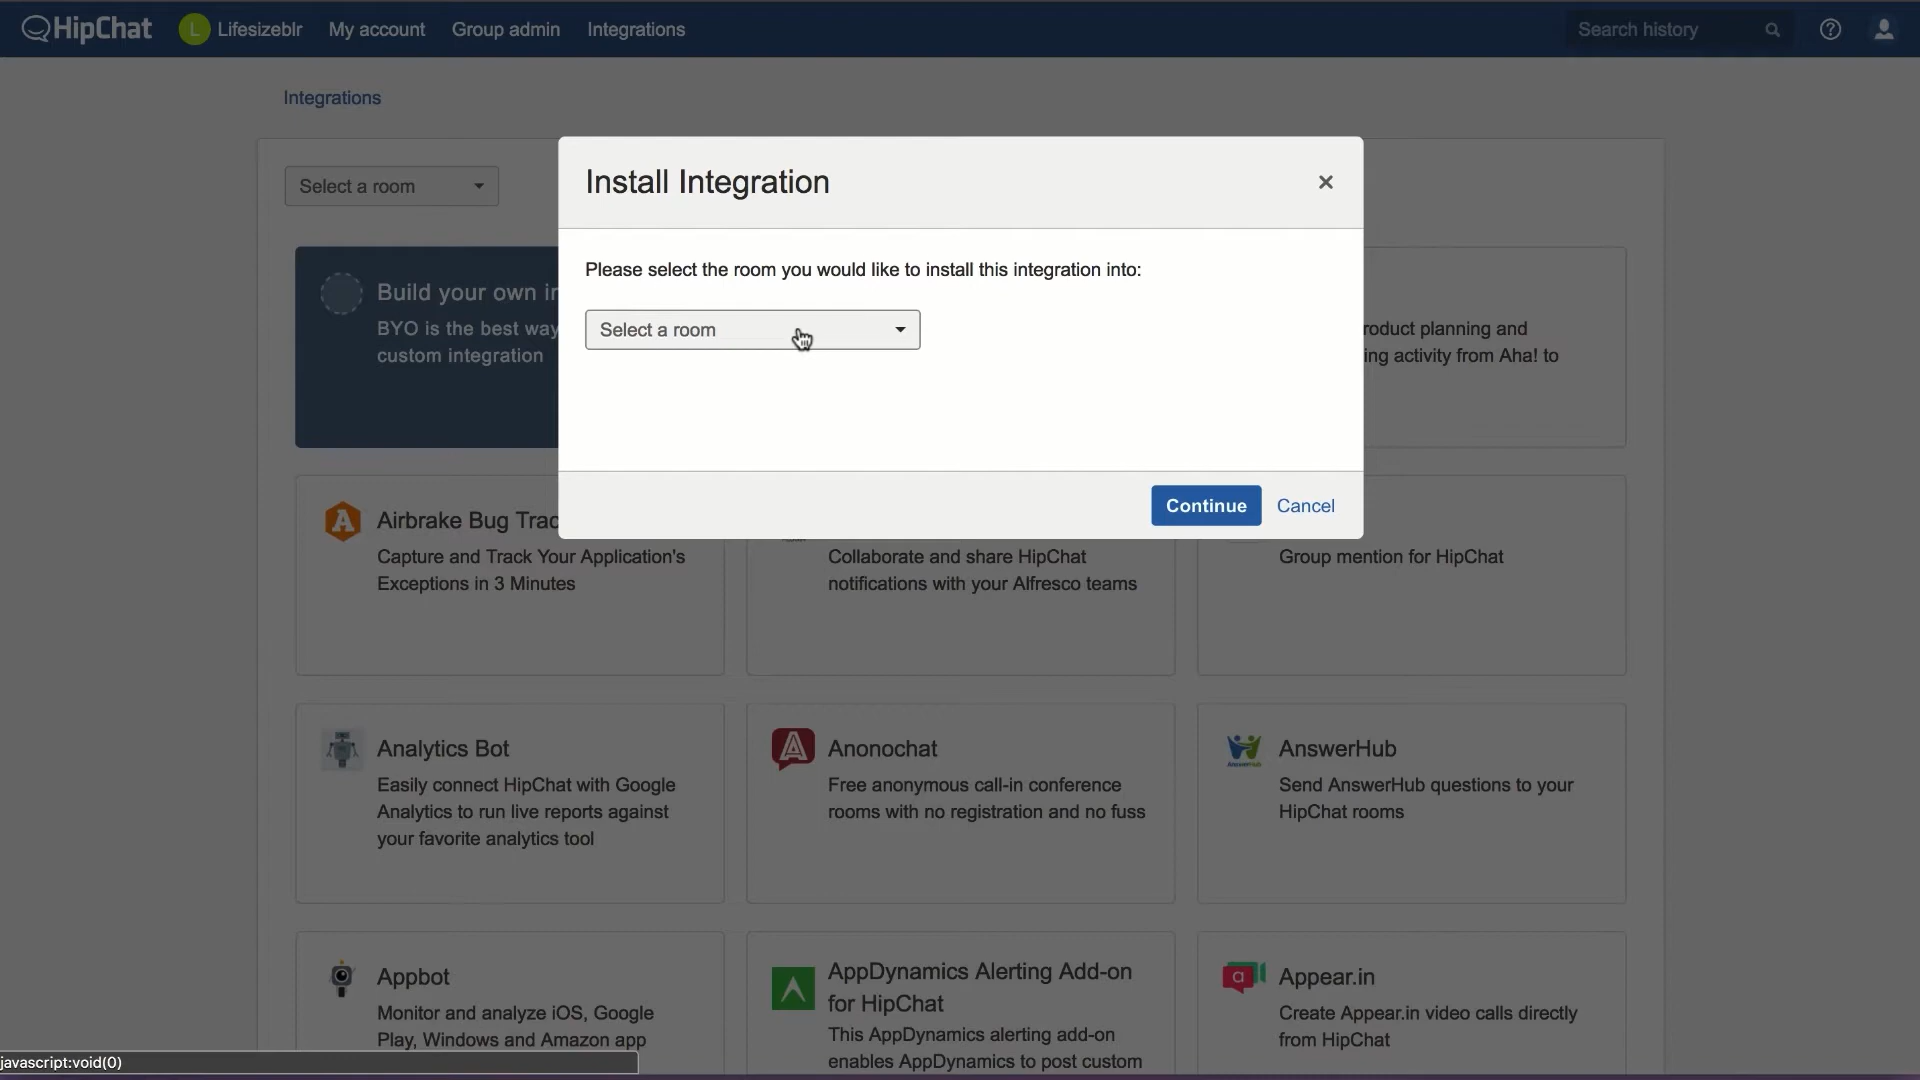 HipChat
L Lifesizeblr
My account
Group admin
Integrations
Search history
Integrations
Select a room
Install Integration
Please select the room you would like to install this integration into:
Select a room
Continue
Cancel
Build your own
BYO is the best way
custom integration
roduct planning and
ing activity from Aha! to
Airbrake Bug Trac
Capture and Track Your Application's
Exceptions in 3 Minutes
Collaborate and share HipChat
notifications with your Alfresco teams
Group mention for HipChat
Analytics Bot
Easily connect HipChat with Google
Analytics to run live reports against
your favorite analytics tool
Anonochat
Free anonymous call-in conference
rooms with no registration and no fuss
AnswerHub
Send AnswerHub questions to your
HipChat rooms
Appbot
Monitor and analyze iOS, Google
Play, Windows and Amazon app
AppDynamics Alerting Add-on
for HipChat
This AppDynamics alerting add-on
enables AppDynamics to post custom
Appear.in
Create Appear.in video calls directly
from HipChat
javascript:void(0)